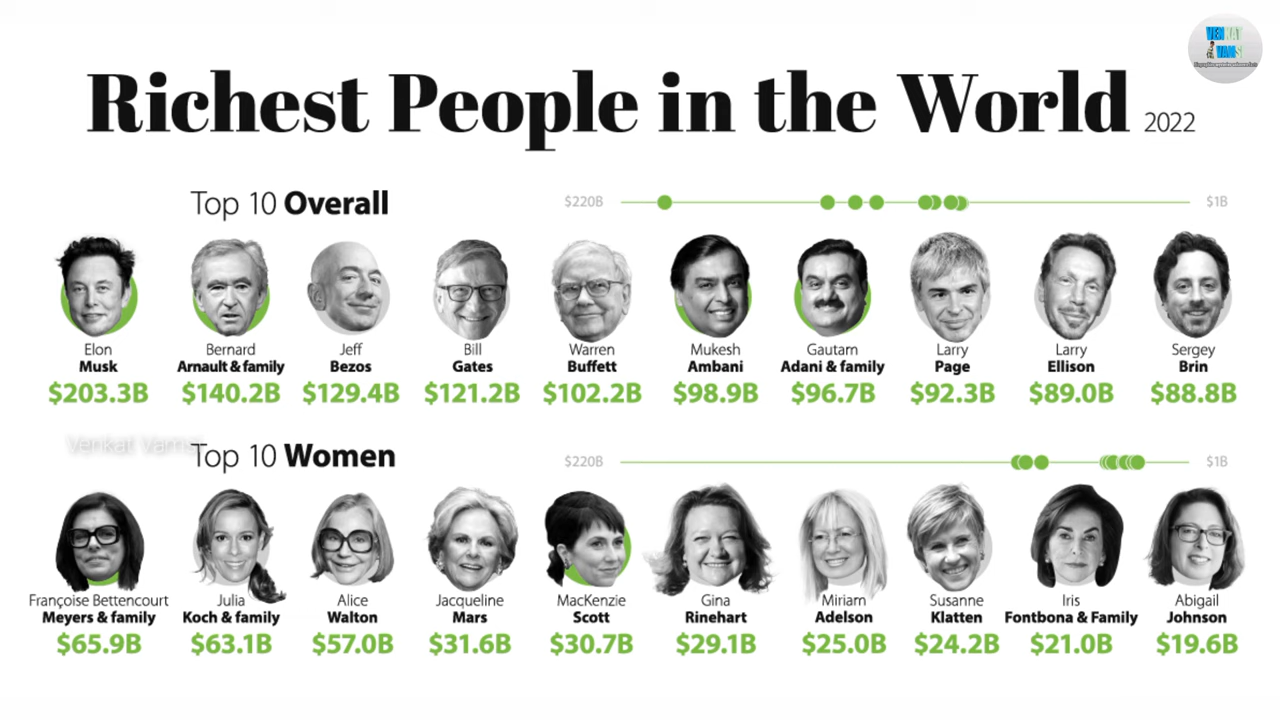 VENKAT
VAMSI
Richest People in the World 2022
Top 10 Overall
$220B
$1B
Elon
Musk
$203.3B
Bernard
Arnault & family
$140.2B
Jeff
Bezos
$129.4B
Bill
Gates
$121.2B
Warren
Buffett
$102.2B
Mukesh
Ambani
$98.9B
Gautam
Adani & family
$96.7B
Larry
Page
$92.3B
Larry
Ellison
$89.0B
Sergey
Brin
$88.8B
Venkat Vamsi
Top 10 Women
$220B
$1B
Françoise Bettencourt
Meyers & family
$65.9B
Julia
Koch & family
$63.1B
Alice
Walton
$57.0B
Jacqueline
Mars
$31.6B
MacKenzie
Scott
$30.7B
Gina
Rinehart
$29.1B
Miriam
Adelson
$25.0B
Susanne
Klatten
$24.2B
Iris
Fontbona & Family
$21.0B
Abigail
Johnson
$19.6B